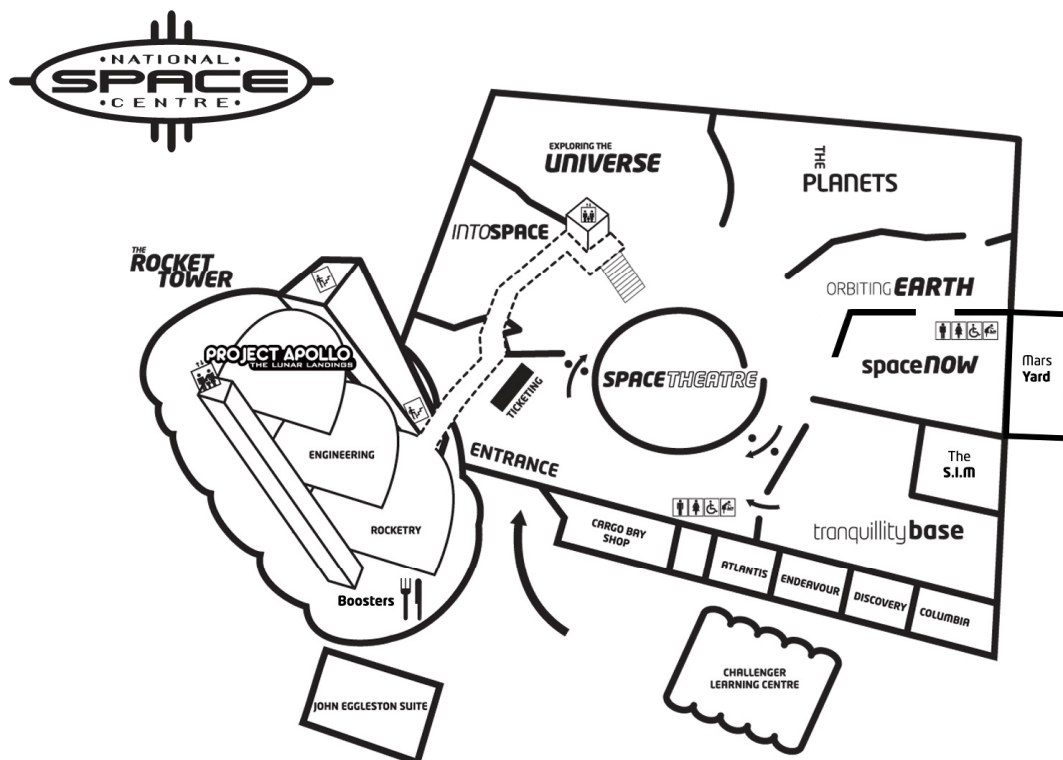 • NATIONAL •
SPACE
• CENTRE •
EXPLORING THE
UNIVERSE
THE
PLANETS
INTOSPACE
THE
ROCKET
TOWER
ORBITING EARTH
PROJECT APOLLO
THE LUNAR LANDINGS
spaceNOW
Mars
Yard
SPACETHEATRE
TICKETING
ENGINEERING
ENTRANCE
The
S.I.M
ROCKETRY
CARGO BAY
SHOP
tranquillitybase
ATLANTIS
ENDEAVOUR
DISCOVERY
COLUMBIA
Boosters
CHALLENGER
LEARNING CENTRE
JOHN EGGLESTON SUITE